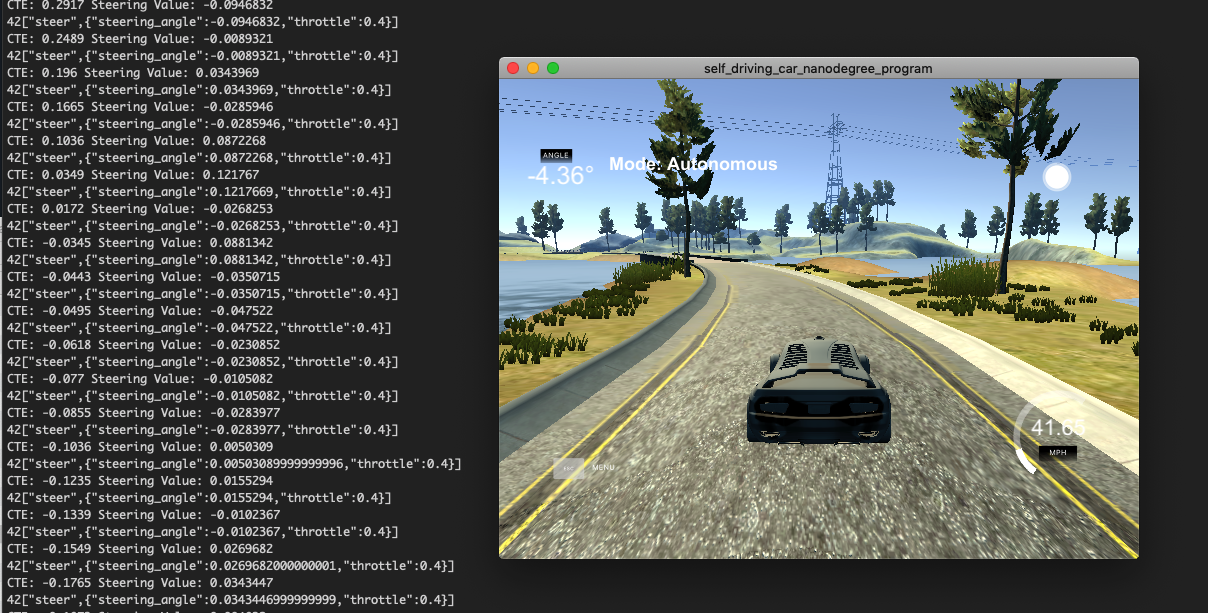 CTE: 0.2917 Steering Value: -0.0946832
42["steer",{"steering_angle":-0.0946832,"throttle":0.4}]
CTE: 0.2489 Steering Value: -0.0089321
42["steer",{"steering_angle":-0.0089321,"throttle":0.4}]
CTE: 0.196 Steering Value: 0.0343969
42["steer",{"steering_angle":0.0343969,"throttle":0.4}]
CTE: 0.1665 Steering Value: -0.0285946
42["steer",{"steering_angle":-0.0285946,"throttle":0.4}]
CTE: 0.1036 Steering Value: 0.0872268
42["steer",{"steering_angle":0.0872268,"throttle":0.4}]
CTE: 0.0349 Steering Value: 0.121767
42["steer",{"steering_angle":0.1217669,"throttle":0.4}]
CTE: 0.0172 Steering Value: -0.0268253
42["steer",{"steering_angle":-0.0268253,"throttle":0.4}]
CTE: -0.0345 Steering Value: 0.0881342
42["steer",{"steering_angle":0.0881342,"throttle":0.4}]
CTE: -0.0443 Steering Value: -0.0350715
42["steer",{"steering_angle":-0.0350715,"throttle":0.4}]
CTE: -0.0495 Steering Value: -0.047522
42["steer",{"steering_angle":-0.047522,"throttle":0.4}]
CTE: -0.0618 Steering Value: -0.0230852
42["steer",{"steering_angle":-0.0230852,"throttle":0.4}]
CTE: -0.077 Steering Value: -0.0105082
42["steer",{"steering_angle":-0.0105082,"throttle":0.4}]
CTE: -0.0855 Steering Value: -0.0283977
42["steer",{"steering_angle":-0.0283977,"throttle":0.4}]
CTE: -0.1036 Steering Value: 0.0050309
42["steer",{"steering_angle":0.00503089999999996,"throttle":0.4}]
CTE: -0.1235 Steering Value: 0.0155294
42["steer",{"steering_angle":0.0155294,"throttle":0.4}]
CTE: -0.1339 Steering Value: -0.0102367
42["steer",{"steering_angle":-0.0102367,"throttle":0.4}]
CTE: -0.1549 Steering Value: 0.0269682
42["steer",{"steering_angle":0.0269682000000001,"throttle":0.4}]
CTE: -0.1765 Steering Value: 0.0343447
42["steer",{"steering_angle":0.0343446999999999,"throttle":0.4}]
self_driving_car_nanodegree_program
ANGLE
-4.36°
Mode: Autonomous
41.65
MPH
ESC
MENU